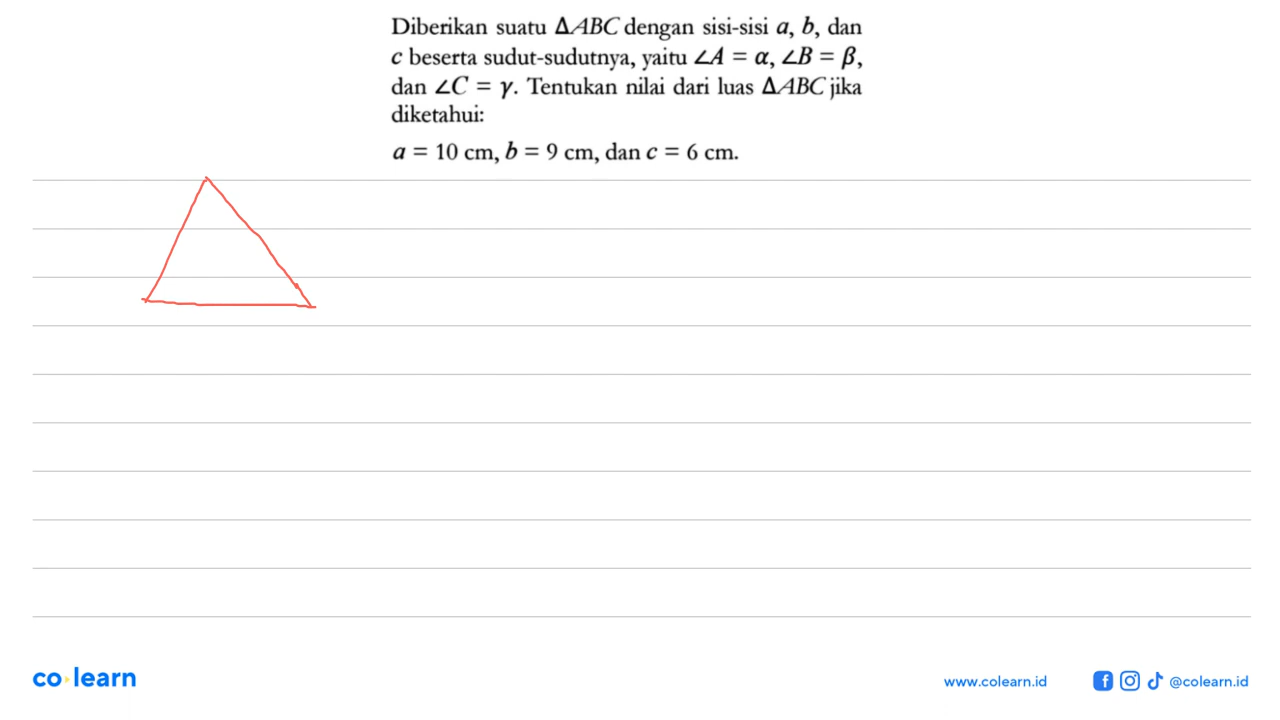 Diberikan suatu ΔABC dengan sisi-sisi a, b, dan
c beserta sudut-sudutnya, yaitu ∠A = α, ∠B = β,
dan ∠C = γ. Tentukan nilai dari luas ΔABC jika
diketahui:
a = 10 cm, b = 9 cm, dan c = 6 cm.
co learn
www.colearn.id
@colearn.id